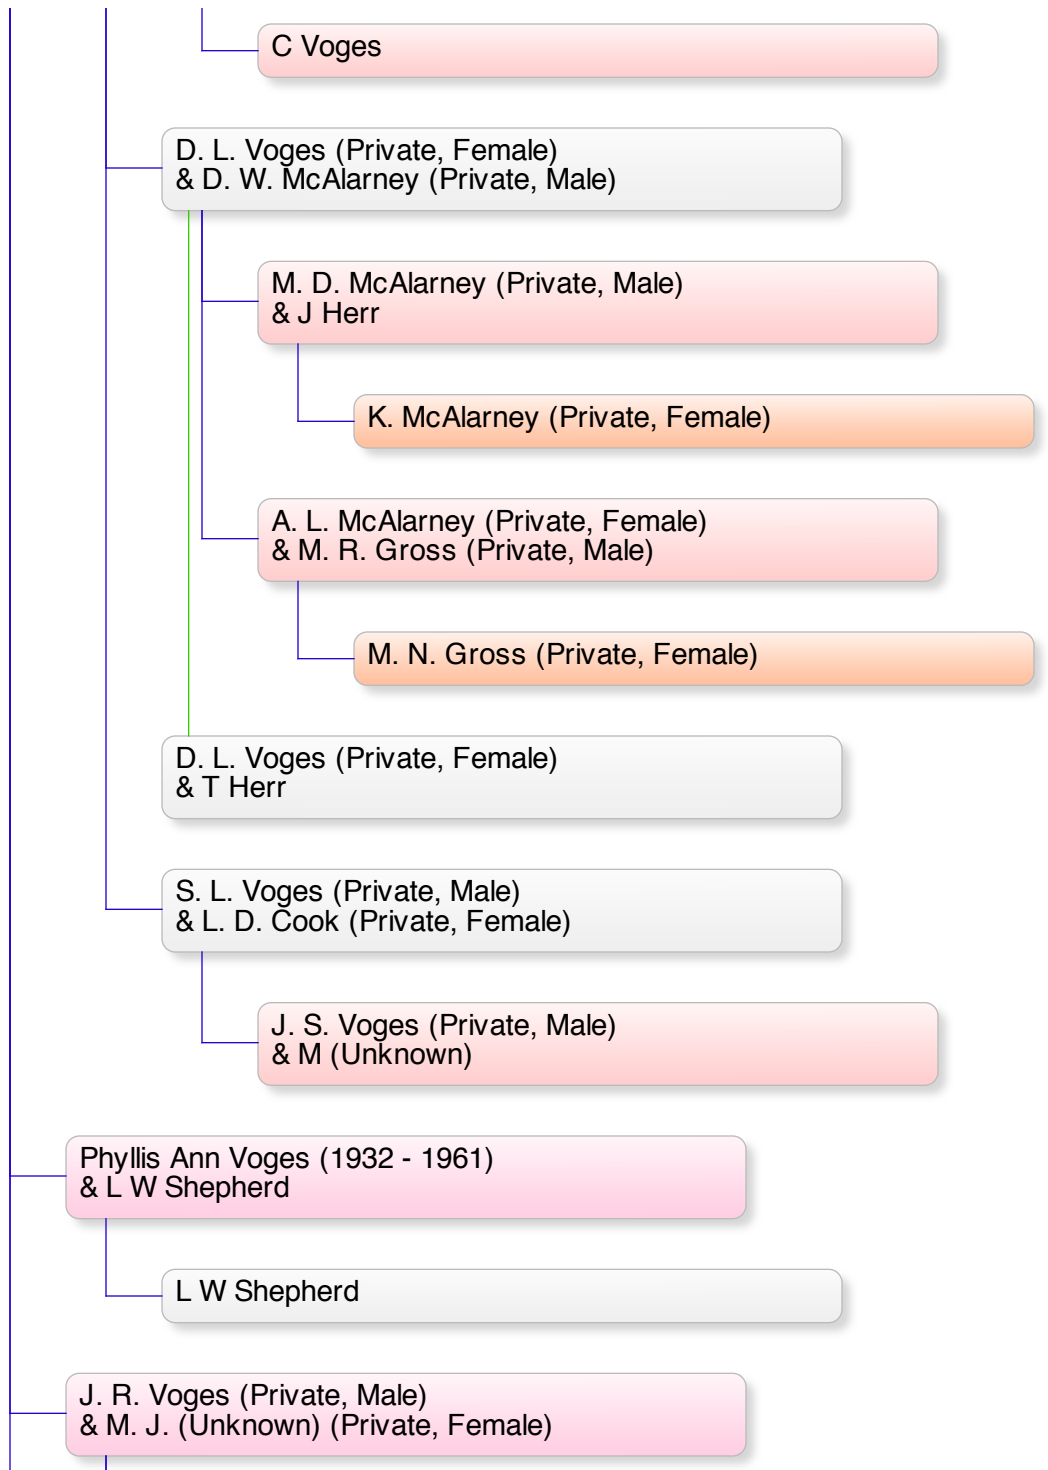 C Voges
D. L. Voges (Private, Female)
& D. W. McAlarney (Private, Male)
M. D. McAlarney (Private, Male)
& J Herr
K. McAlarney (Private, Female)
A. L. McAlarney (Private, Female)
& M. R. Gross (Private, Male)
M. N. Gross (Private, Female)
D. L. Voges (Private, Female)
& T Herr
S. L. Voges (Private, Male)
& L. D. Cook (Private, Female)
J. S. Voges (Private, Male)
& M (Unknown)
Phyllis Ann Voges (1932 - 1961)
& L W Shepherd
L W Shepherd
J. R. Voges (Private, Male)
& M. J. (Unknown) (Private, Female)